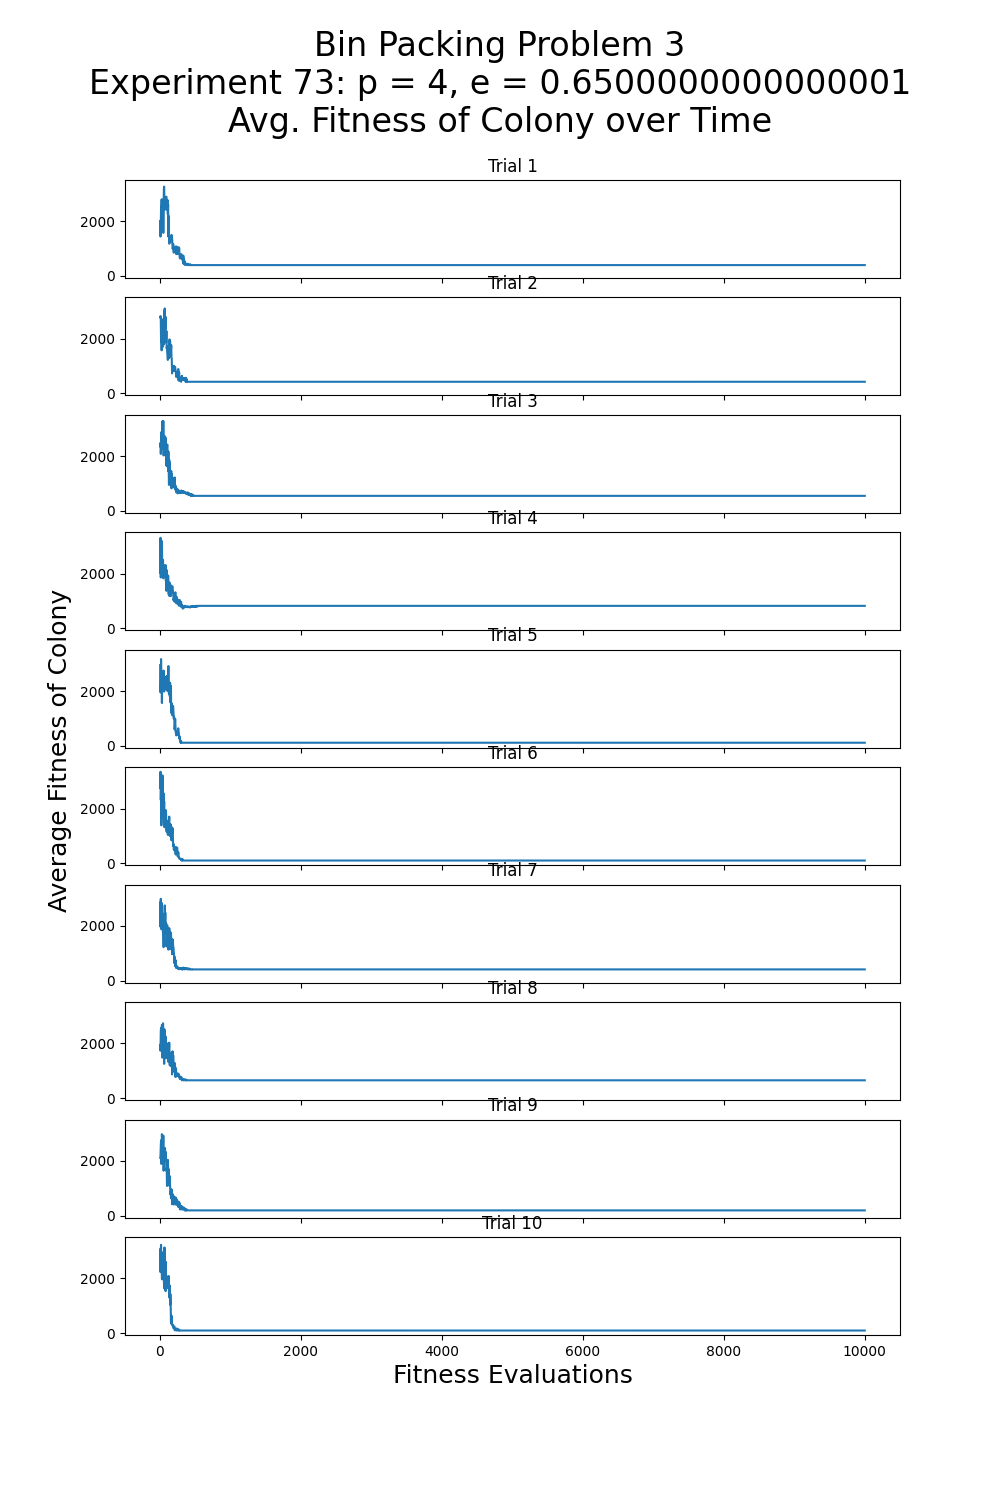 Bin Packing Problem 3
Experiment 73: p = 4, e = 0.6500000000000001
Avg. Fitness of Colony over Time
Trial 1
2000
0
Trial 2
2000
0
Trial 3
2000
0
Trial 4
2000
0
Trial 5
2000
0
Trial 6
2000
0
Trial 7
2000
0
Trial 8
2000
0
Trial 9
2000
0
Trial 10
2000
0
0 2000 4000 6000 8000 10000
Fitness Evaluations
Average Fitness of Colony